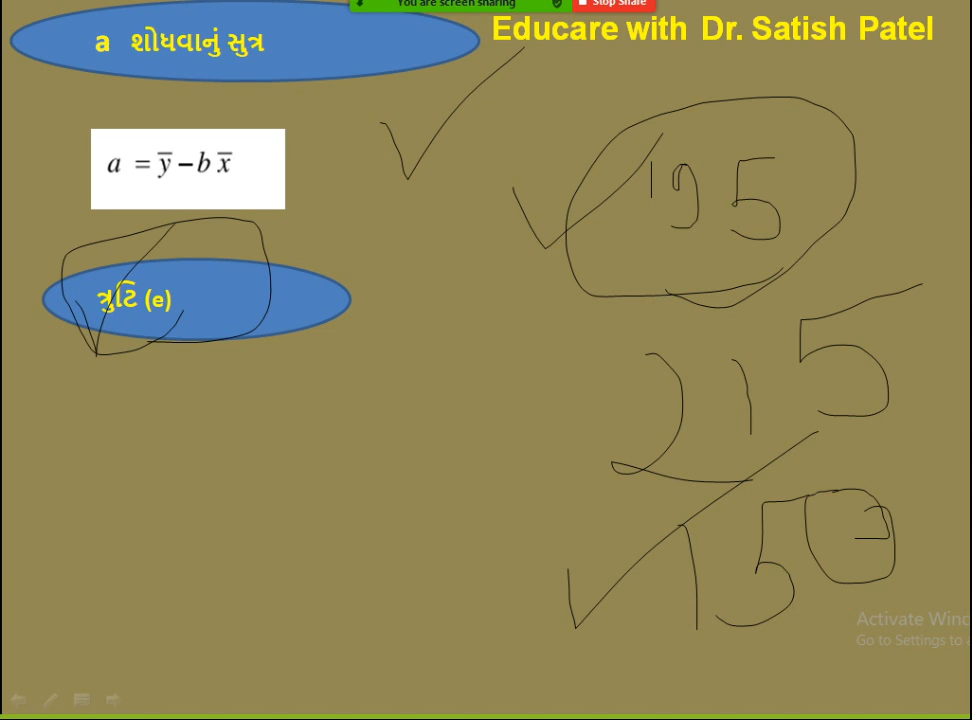 You are screen sharing Stop Share
a શોધવાનું સુત્ર
Educare with Dr. Satish Patel
a = y̅ – b x̅
195
ત્રુટિ (e)
215
150
Activate Wind
Go to Settings to a